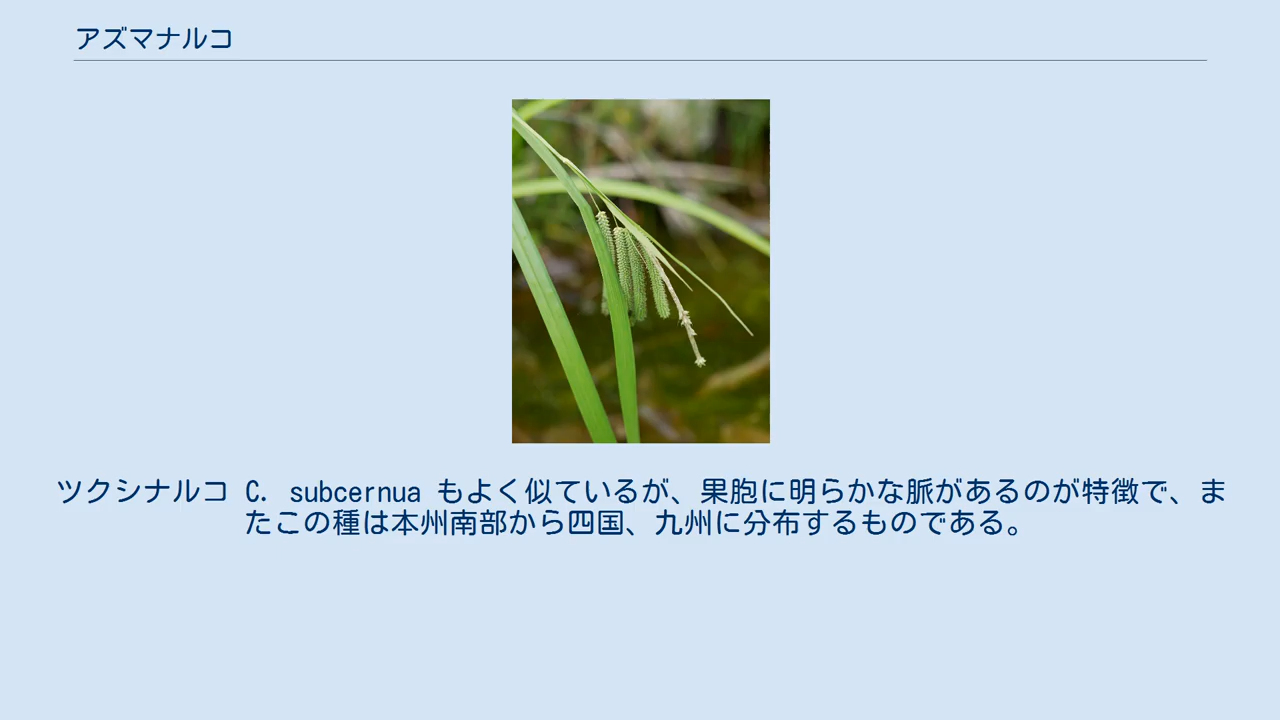 アズマナルコ
ツクシナルコ C. subcernua もよく似ているが、果胞に明らかな脈があるのが特徴で、ま
たこの種は本州南部から四国、九州に分布するものである。